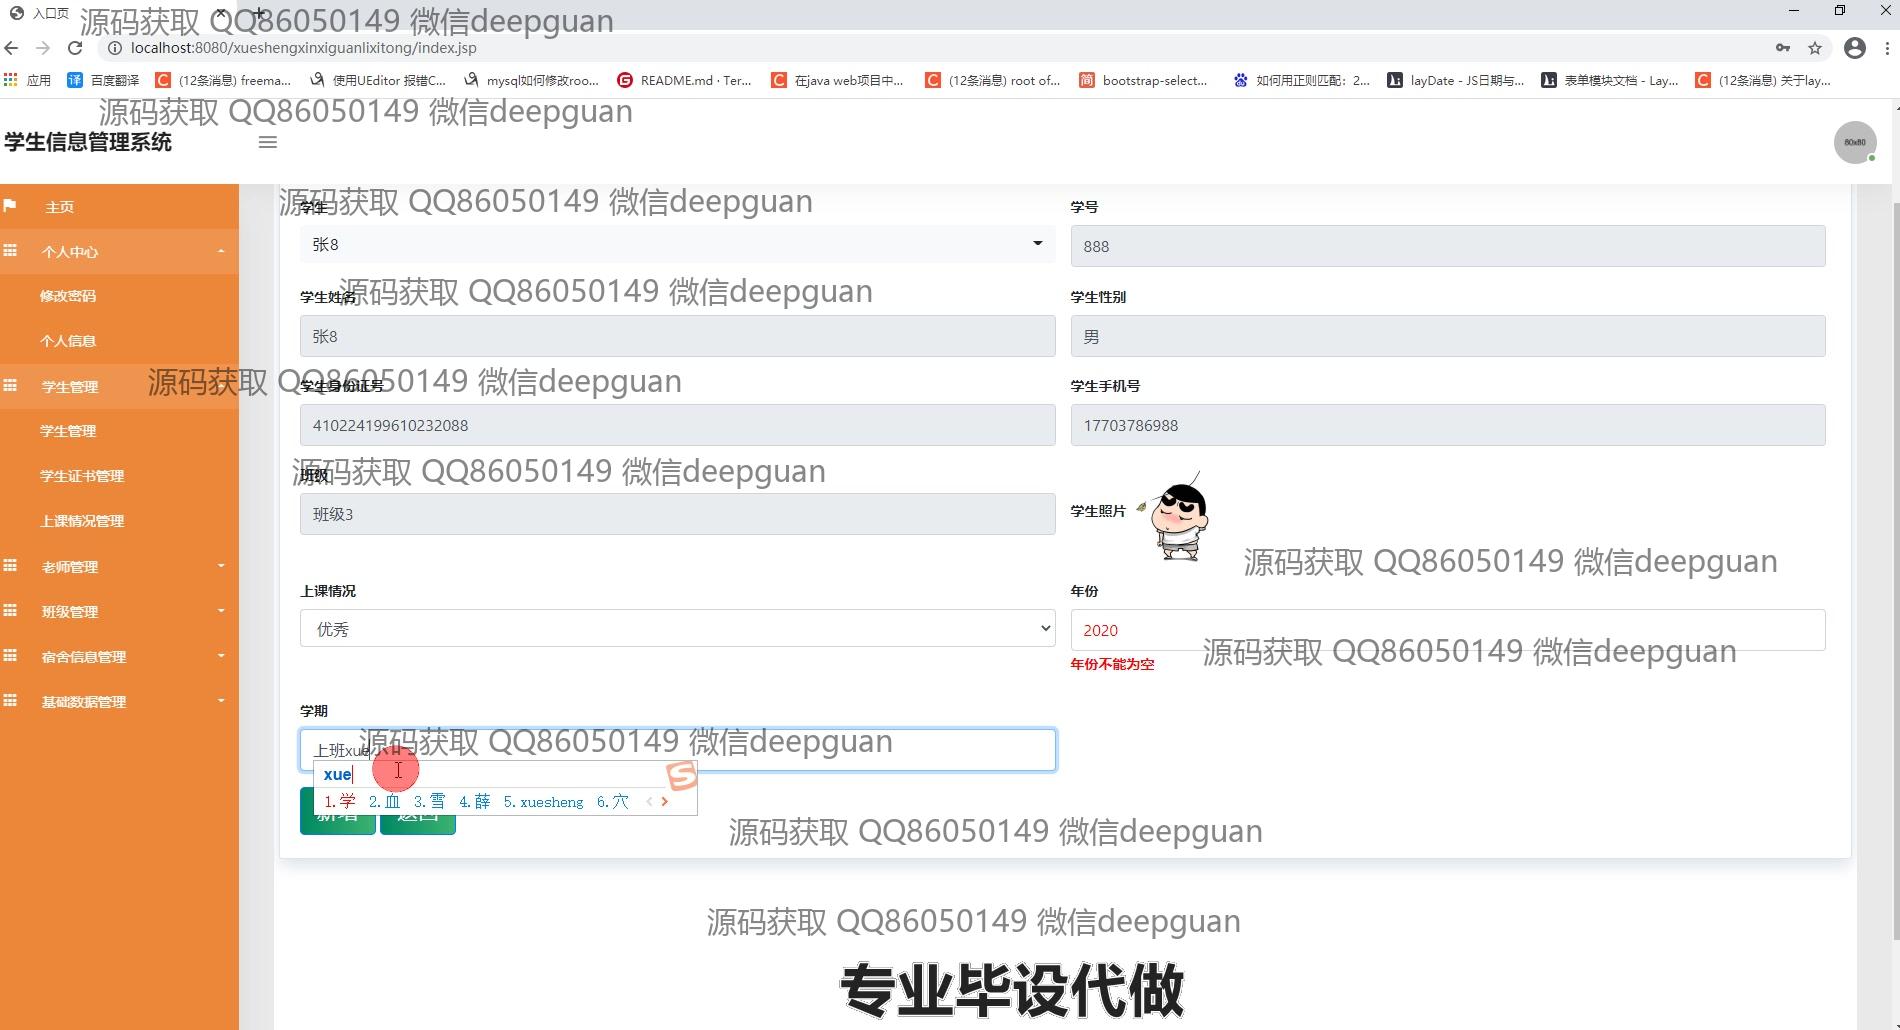 入口页
源码获取 QQ86050149 微信deepguan
localhost:8080/xueshengxinxiguanlixitong/index.jsp
应用 百度翻译 (12条消息) freema... 使用UEditor 报错C... mysql如何修改roo... README.md · Ter... 在java web项目中... (12条消息) root of... bootstrap-select... 如何用正则匹配：2... layDate - JS日期与... 表单模块文档 - Lay... (12条消息) 关于lay...
源码获取 QQ86050149 微信deepguan
学生信息管理系统
80x80
源码获取 QQ86050149 微信deepguan
主页
学生
学号
张8
888
个人中心
源码获取 QQ86050149 微信deepguan
修改密码
学生姓名
学生性别
张8
男
个人信息
源码获取 QQ86050149 微信deepguan
学生管理
学生身份证号
学生手机号
410224199610232088
17703786988
学生管理
源码获取 QQ86050149 微信deepguan
学生证书管理
班级
班级3
学生照片
上课情况管理
源码获取 QQ86050149 微信deepguan
老师管理
上课情况
年份
班级管理
优秀
2020
源码获取 QQ86050149 微信deepguan
宿舍信息管理
年份不能为空
基础数据管理
学期
源码获取 QQ86050149 微信deepguan
上班xue
xue
1.学 2.血 3.雪 4.薛 5.xuesheng 6.穴
新增 返回
源码获取 QQ86050149 微信deepguan
源码获取 QQ86050149 微信deepguan
专业毕设代做